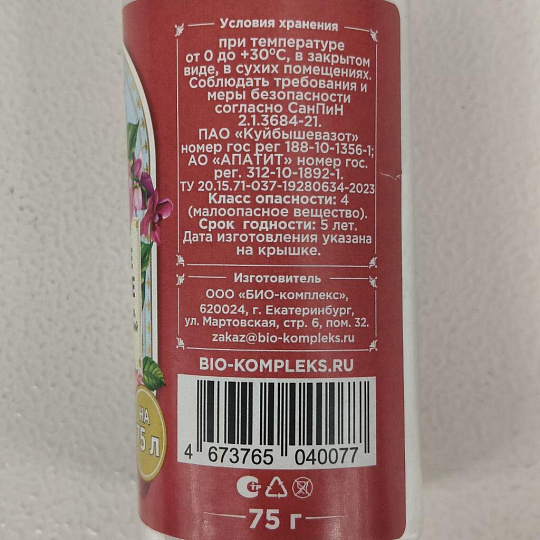 Условия хранения
при температуре
от 0 до +30°С, в закрытом
виде, в сухих помещениях.
Соблюдать требования и
меры безопасности
согласно СанПиН
2.1.3684-21.
ПАО «Куйбышевазот»
номер гос рег 188-10-1356-1;
АО «АПАТИТ» номер гос.
рег. 312-10-1892-1.
ТУ 20.15.71-037-19280634-2023
Класс опасности: 4
(малоопасное вещество).
Срок годности: 5 лет.
Дата изготовления указана
на крышке.
Изготовитель
ООО «БИО-комплекс»,
620024, г. Екатеринбург,
ул. Мартовская, стр. 6, пом. 32.
zakaz@bio-kompleks.ru
BIO-KOMPLEKS.RU
4 673765 040077
75 г
НА
75 л